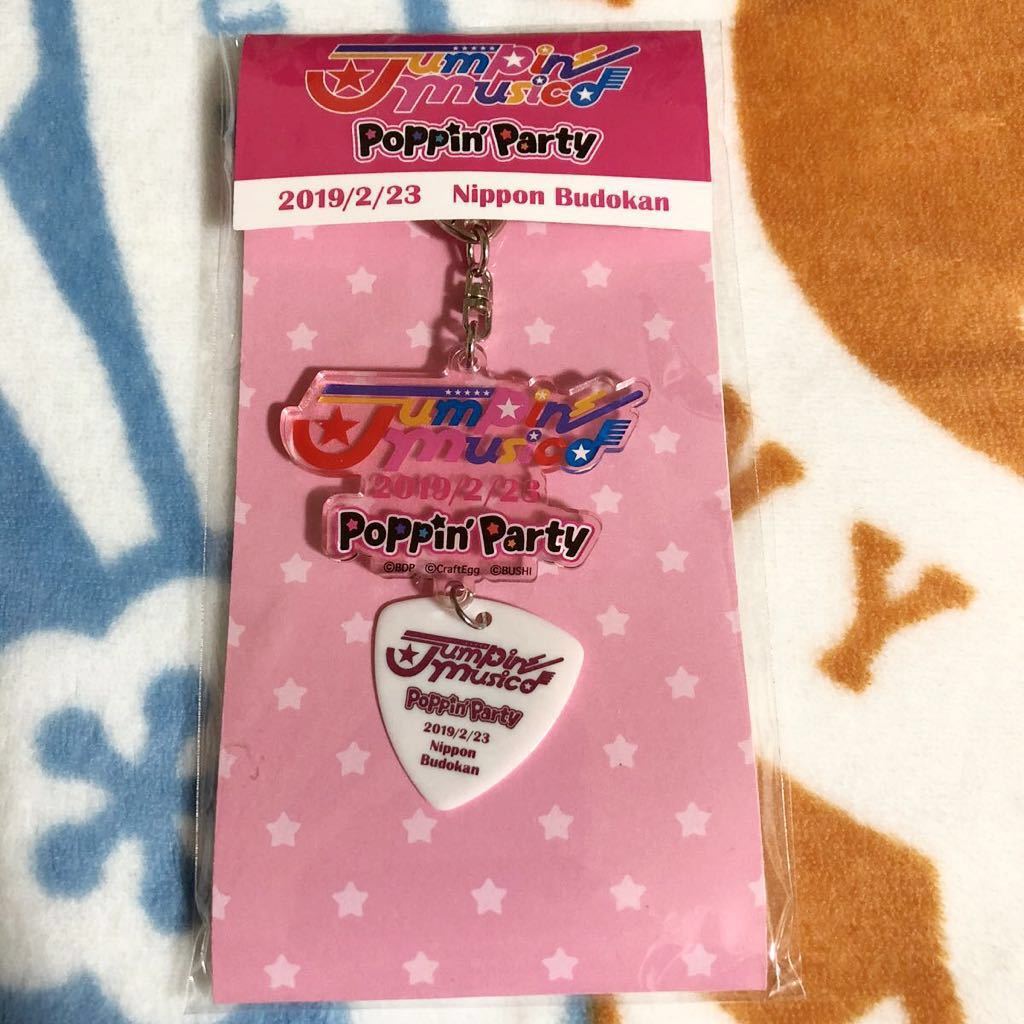 Jumpin'
Music♪
Poppin' Party
2019/2/23 Nippon Budokan
Jumpin'
Music♪
2019/2/23
Poppin' Party
©BDP ©CraftEgg ©BUSHI
Jumpin'
Music♪
Poppin' Party
2019/2/23
Nippon
Budokan